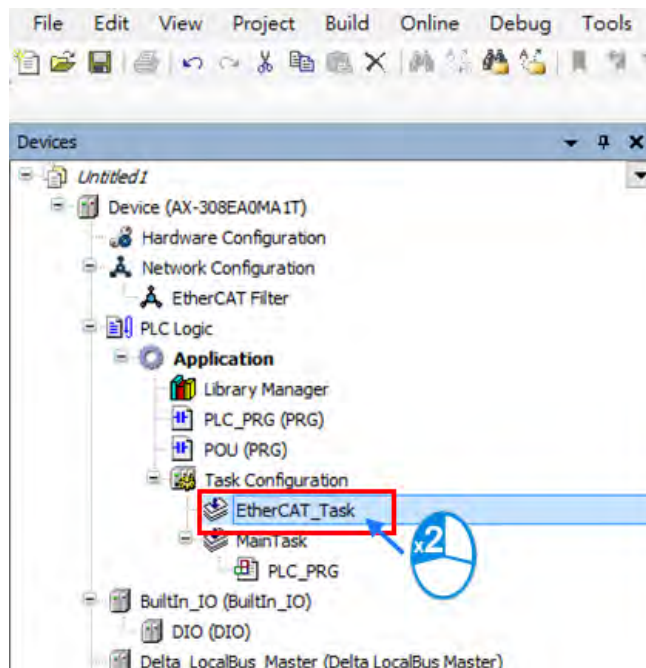 File Edit View Project Build Online Debug Tools
Devices
Untitled1
Device (AX-308EA0MA1T)
Hardware Configuration
Network Configuration
EtherCAT Filter
PLC Logic
Application
Library Manager
PLC_PRG (PRG)
POU (PRG)
Task Configuration
EtherCAT_Task
x2
MainTask
PLC_PRG
BuiltIn_IO (BuiltIn_IO)
DIO (DIO)
Delta_LocalBus_Master (Delta LocalBus Master)